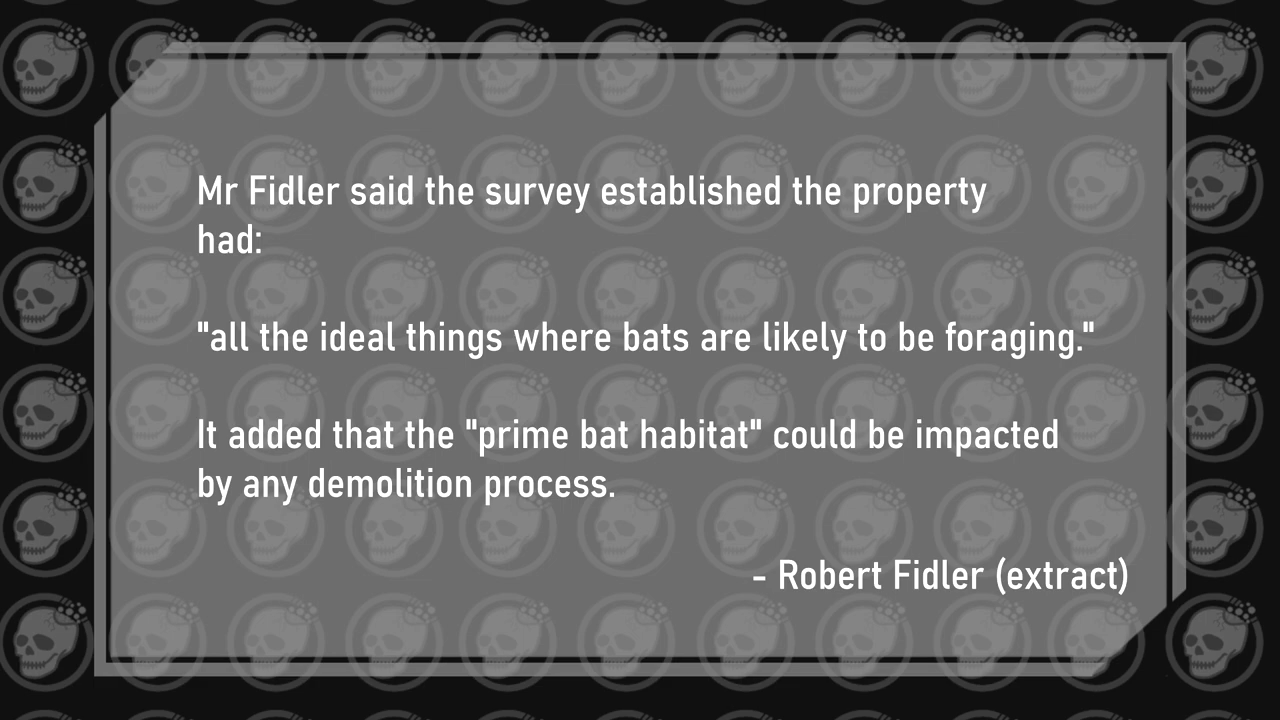 Mr Fidler said the survey established the property
had:
"all the ideal things where bats are likely to be foraging."
It added that the "prime bat habitat" could be impacted
by any demolition process.
- Robert Fidler (extract)